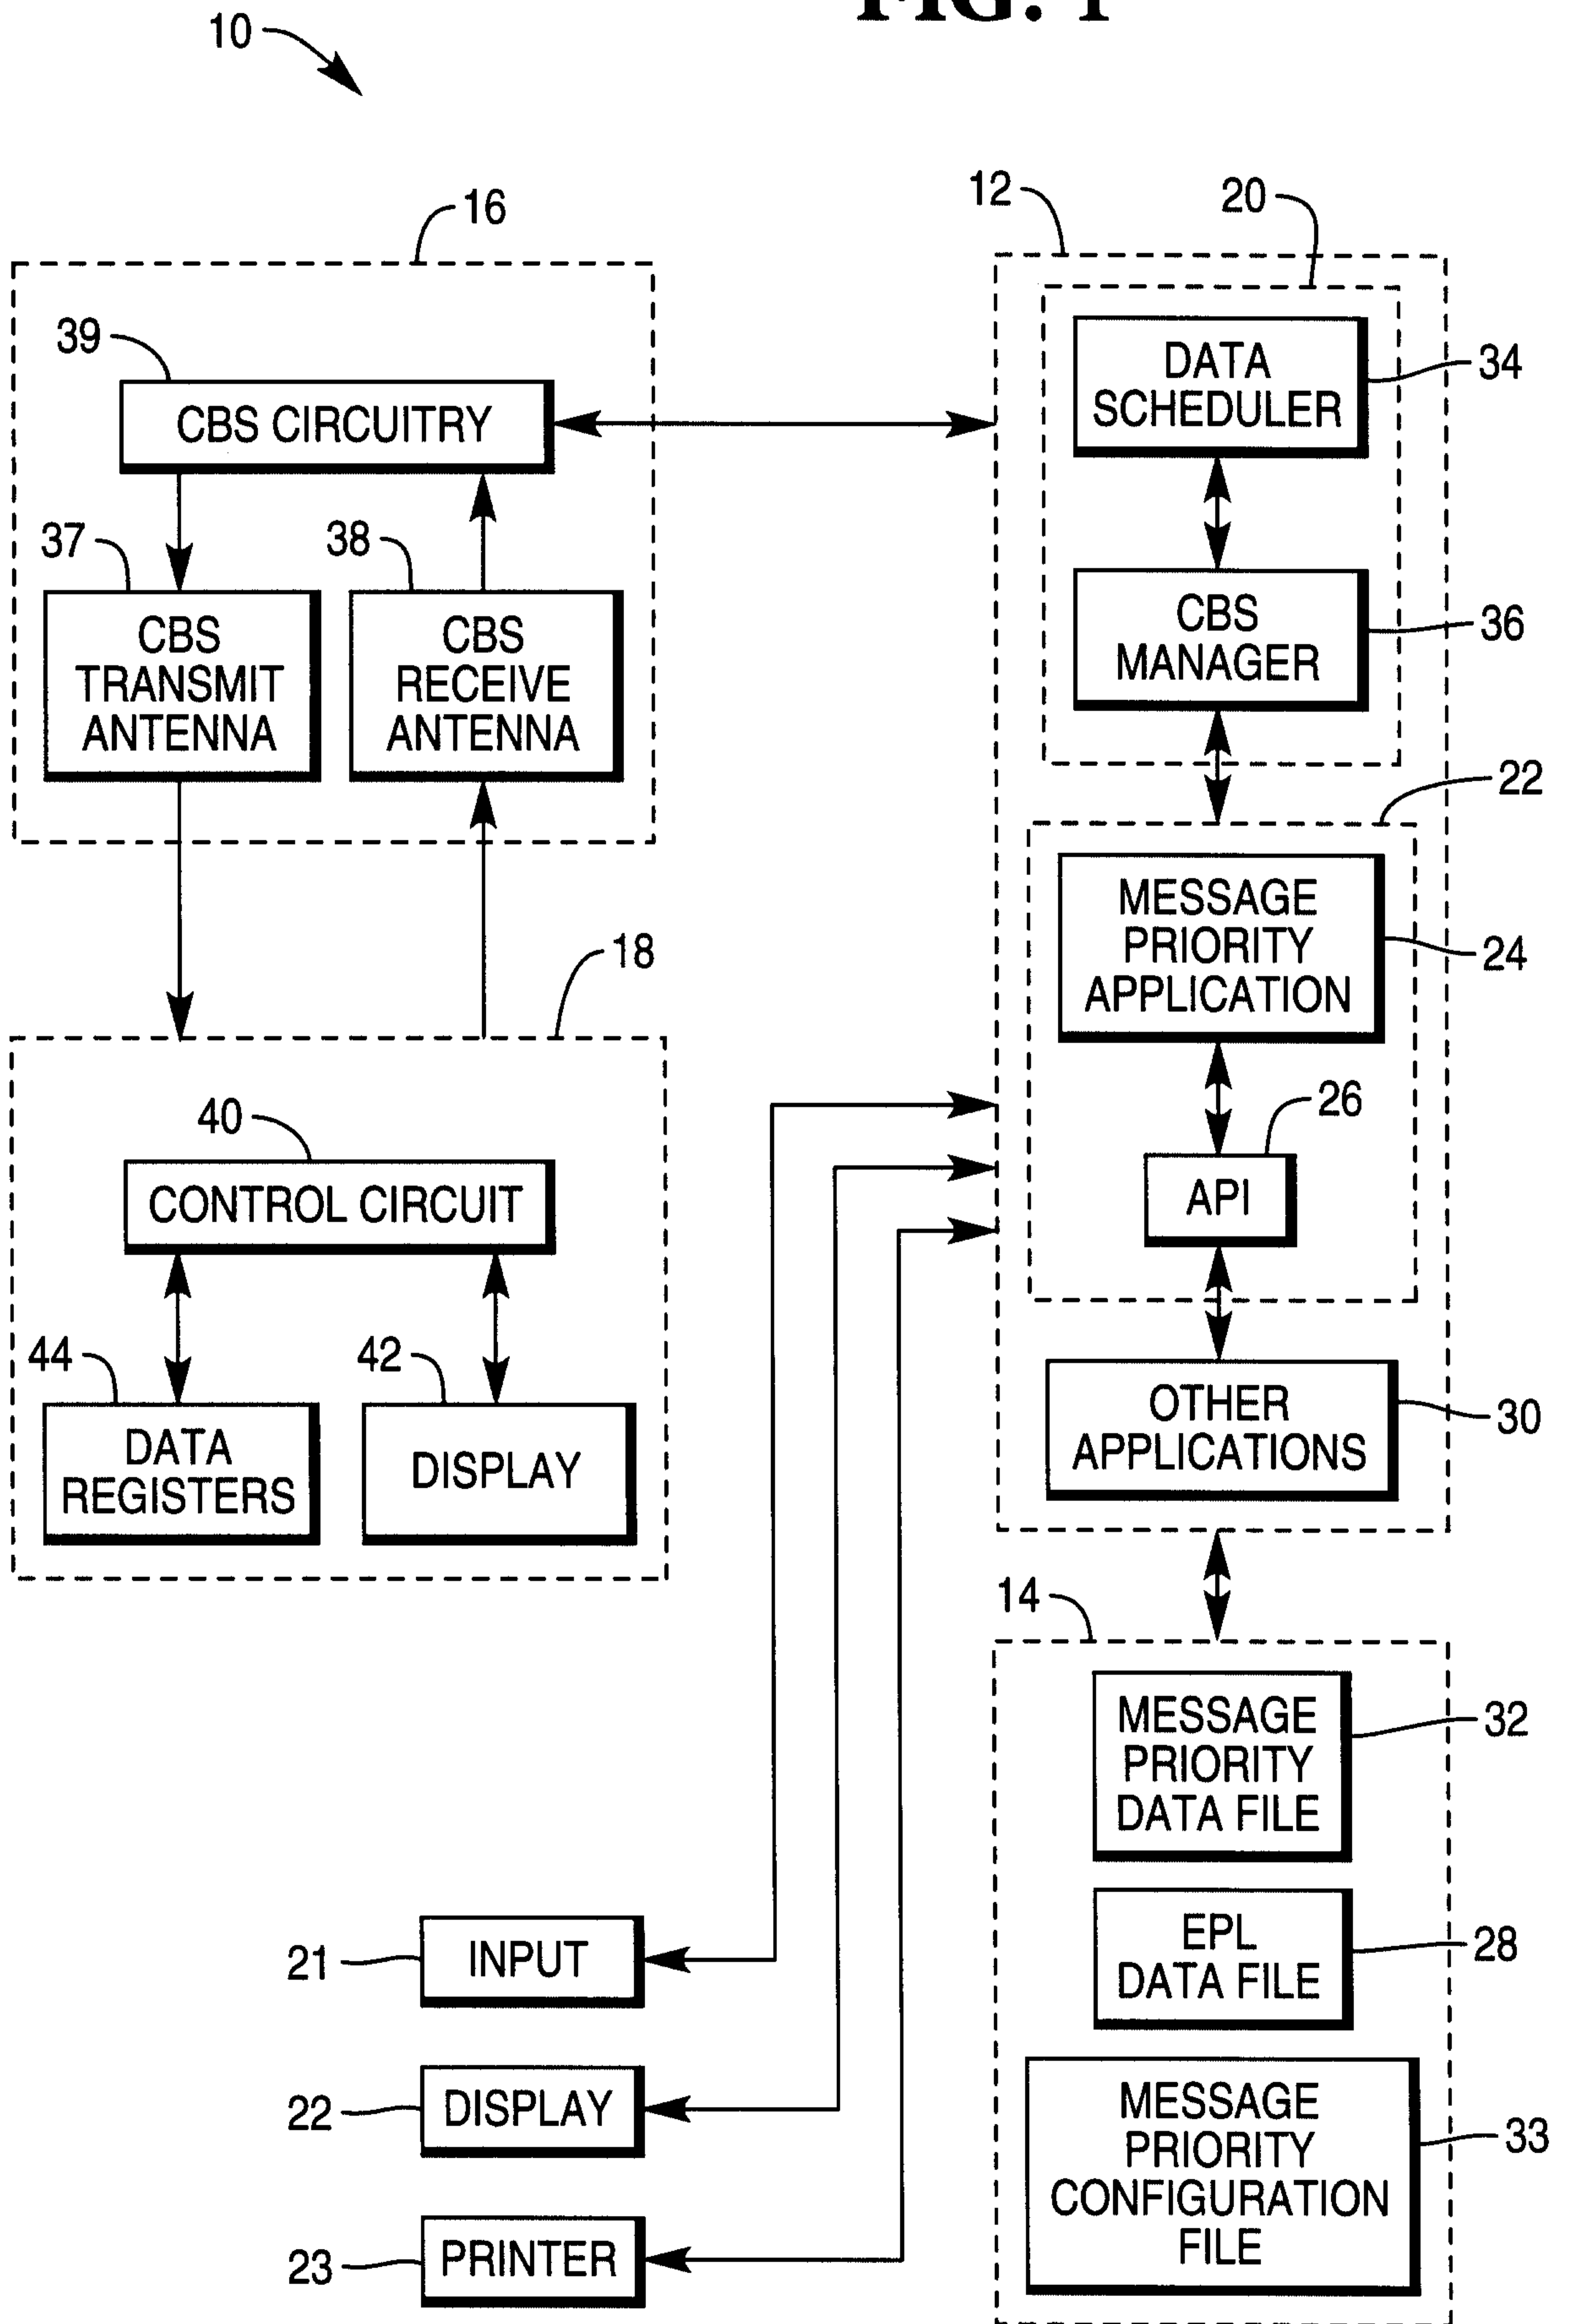 FIG. 1
10
16
39
CBS CIRCUITRY
37
38
CBS
TRANSMIT
ANTENNA
CBS
RECEIVE
ANTENNA
18
40
CONTROL CIRCUIT
44
42
DATA
REGISTERS
DISPLAY
12
20
DATA
SCHEDULER
34
CBS
MANAGER
36
22
MESSAGE
PRIORITY
APPLICATION
24
26
API
OTHER
APPLICATIONS
30
14
MESSAGE
PRIORITY
DATA FILE
32
EPL
DATA FILE
28
MESSAGE
PRIORITY
CONFIGURATION
FILE
33
21
INPUT
22
DISPLAY
23
PRINTER